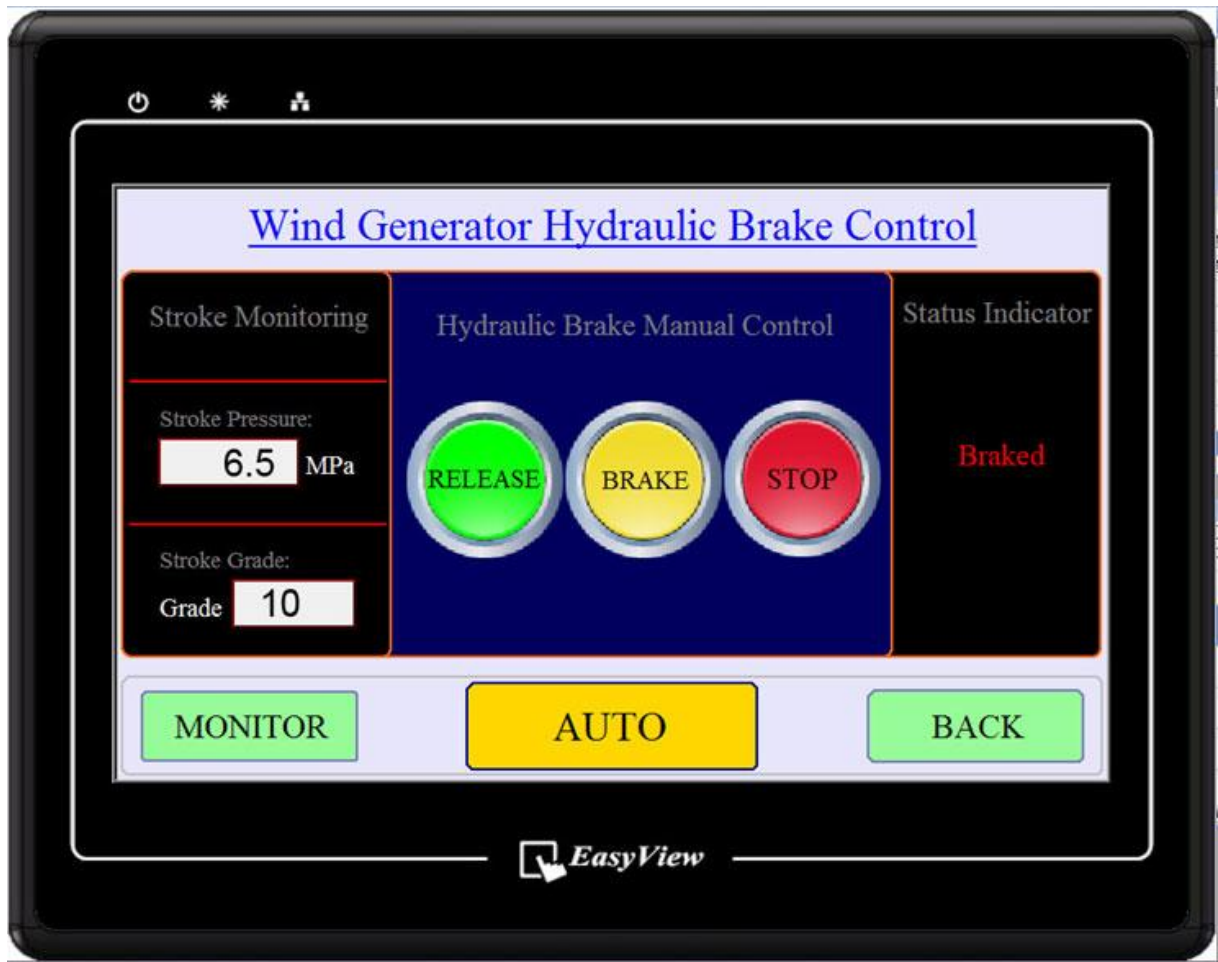 Wind Generator Hydraulic Brake Control
Stroke Monitoring
Stroke Pressure:
6.5 MPa
Stroke Grade:
Grade 10
Hydraulic Brake Manual Control
RELEASE BRAKE STOP
Status Indicator
Braked
MONITOR AUTO BACK
EasyView